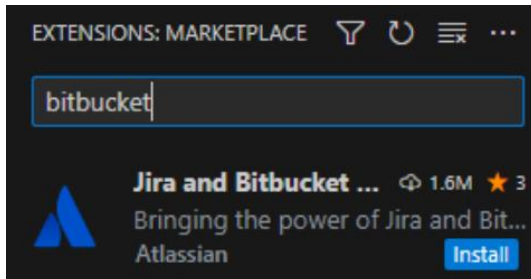 EXTENSIONS: MARKETPLACE
bitbucket
Jira and Bitbucket ... 1.6M 3
Bringing the power of Jira and Bit...
Atlassian Install